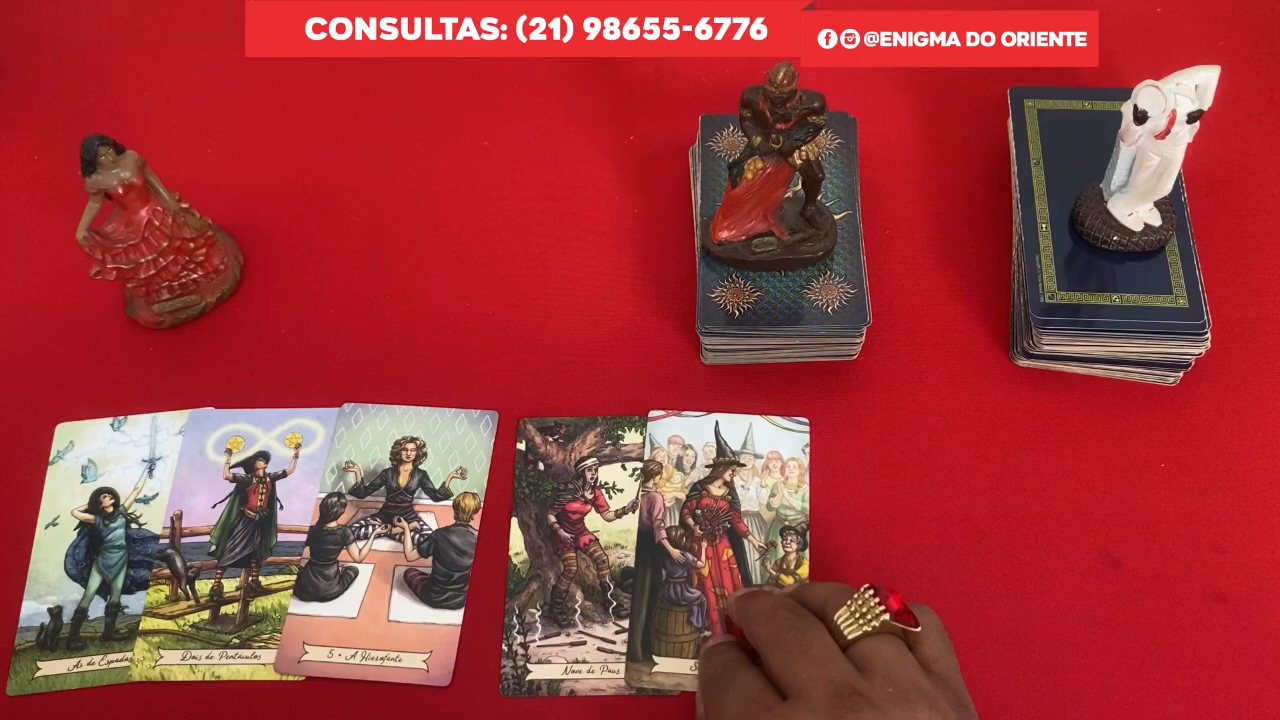 CONSULTAS: (21) 98655-6776
@ENIGMA DO ORIENTE
Ás de Espadas
Dois de Pentáculos
5 • A Hierofante
Nove de Paus